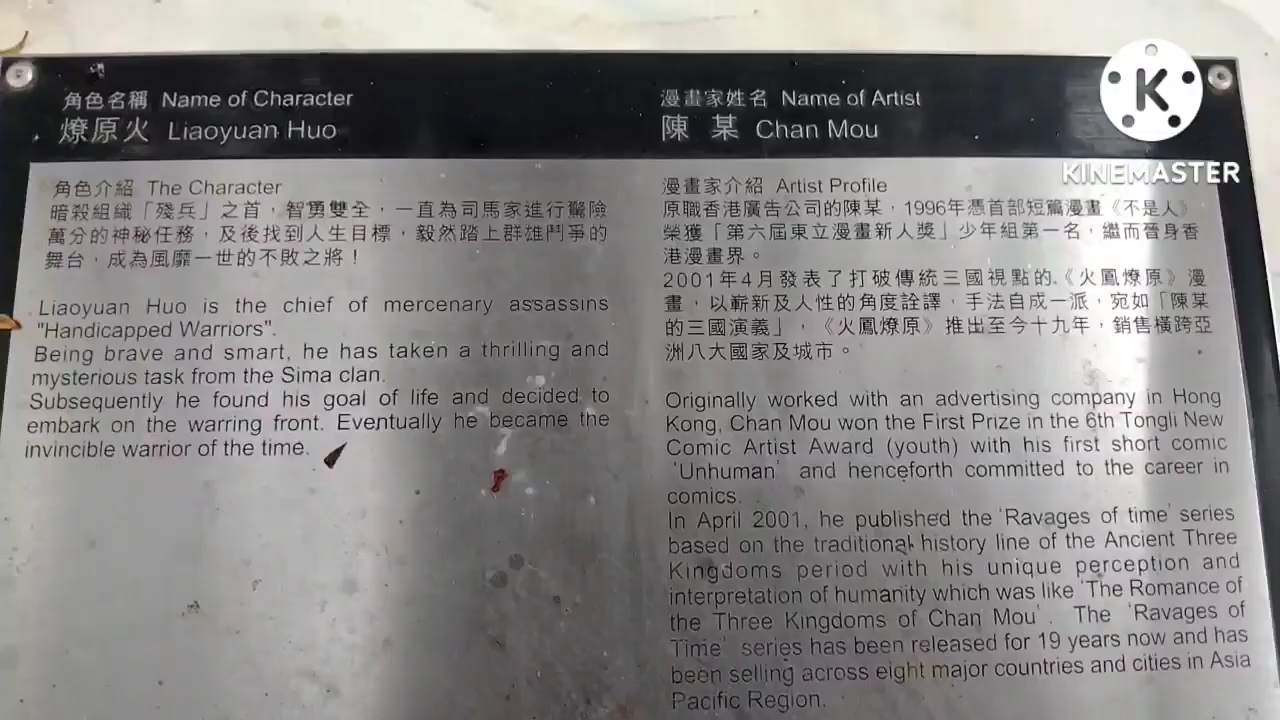 角色名稱 Name of Character
燎原火 Liaoyuan Huo
角色介紹 The Character
暗殺組織「殘兵」之首，智勇雙全，一直為司馬家進行驚險
萬分的神秘任務，及後找到人生目標，毅然踏上群雄鬥爭的
舞台，成為風靡一世的不敗之將！
Liaoyuan Huo is the chief of mercenary assassins
"Handicapped Warriors".
Being brave and smart, he has taken a thrilling and
mysterious task from the Sima clan.
Subsequently he found his goal of life and decided to
embark on the warring front. Eventually he became the
invincible warrior of the time.
漫畫家姓名 Name of Artist
陳 某 Chan Mou
漫畫家介紹 Artist Profile
原職香港廣告公司的陳某，1996年憑首部短篇漫畫《不是人》
榮獲「第六屆東立漫畫新人獎」少年組第一名，繼而晉身香
港漫畫界。
2001年4月發表了打破傳統三國視點的《火鳳燎原》漫
畫，以嶄新及人性的角度詮譯，手法自成一派，宛如「陳某
的三國演義」，《火鳳燎原》推出至今十九年，銷售橫跨亞
洲八大國家及城市。
Originally worked with an advertising company in Hong
Kong, Chan Mou won the First Prize in the 6th Tongli New
Comic Artist Award (youth) with his first short comic
'Unhuman' and henceforth committed to the career in
comics.
In April 2001, he published the 'Ravages of time' series
based on the traditional history line of the Ancient Three
Kingdoms period with his unique perception and
interpretation of humanity which was like 'The Romance of
the Three Kingdoms of Chan Mou'. The 'Ravages of
Time' series has been released for 19 years now and has
been selling across eight major countries and cities in Asia
Pacific Region.
K
KINEMASTER